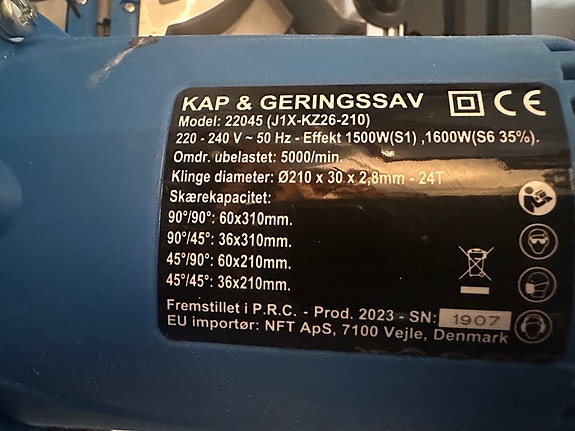 KAP & GERINGSSAV
Model: 22045 (J1X-KZ26-210)
220 - 240 V ~ 50 Hz - Effekt 1500W(S1) ,1600W(S6 35%).
Omdr. ubelastet: 5000/min.
Klinge diameter: Ø210 x 30 x 2,8mm - 24T
Skærekapacitet:
90°/90°: 60x310mm.
90°/45°: 36x310mm.
45°/90°: 60x210mm.
45°/45°: 36x210mm.
Fremstillet i P.R.C. - Prod. 2023 - SN: 1907
EU importør: NFT ApS, 7100 Vejle, Denmark